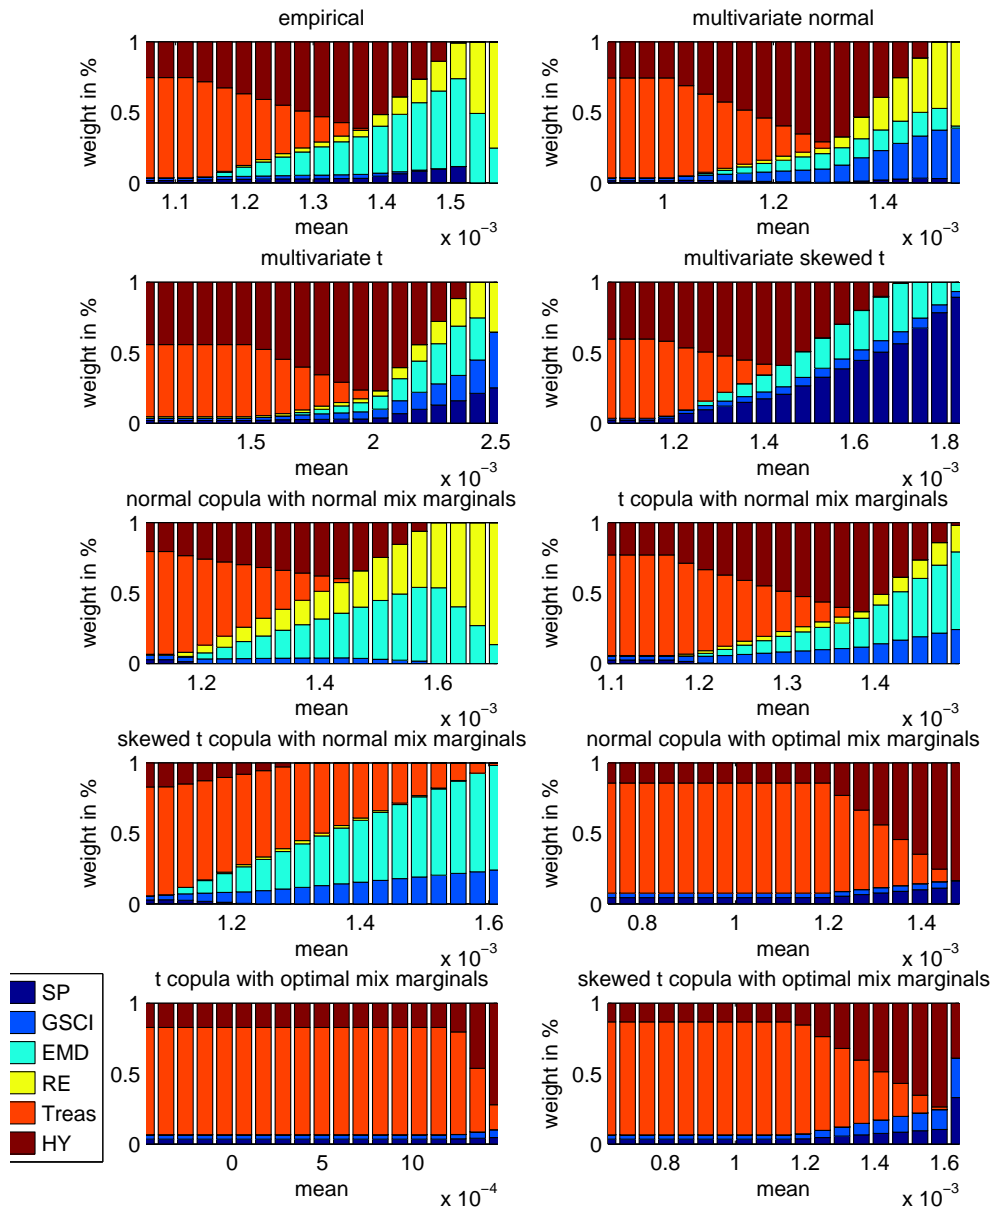 empirical
1
0.5
0
weight in %
1.1 1.2 1.3 1.4 1.5
mean
x 10⁻³
multivariate normal
1
0.5
0
weight in %
1 1.2 1.4
mean
x 10⁻³
multivariate t
1
0.5
0
weight in %
1.5 2 2.5
mean
x 10⁻³
multivariate skewed t
1
0.5
0
weight in %
1.2 1.4 1.6 1.8
mean
x 10⁻³
normal copula with normal mix marginals
1
0.5
0
weight in %
1.2 1.4 1.6
mean
x 10⁻³
t copula with normal mix marginals
1
0.5
0
weight in %
1.1 1.2 1.3 1.4
mean
x 10⁻³
skewed t copula with normal mix marginals
1
0.5
0
weight in %
1.2 1.4 1.6
mean
x 10⁻³
normal copula with optimal mix marginals
1
0.5
0
weight in %
0.8 1 1.2 1.4
mean
x 10⁻³
t copula with optimal mix marginals
1
0.5
0
0 5 10
mean
x 10⁻⁴
SP
GSCI
EMD
RE
Treas
HY
skewed t copula with optimal mix marginals
1
0.5
0
weight in %
0.8 1 1.2 1.4 1.6
mean
x 10⁻³